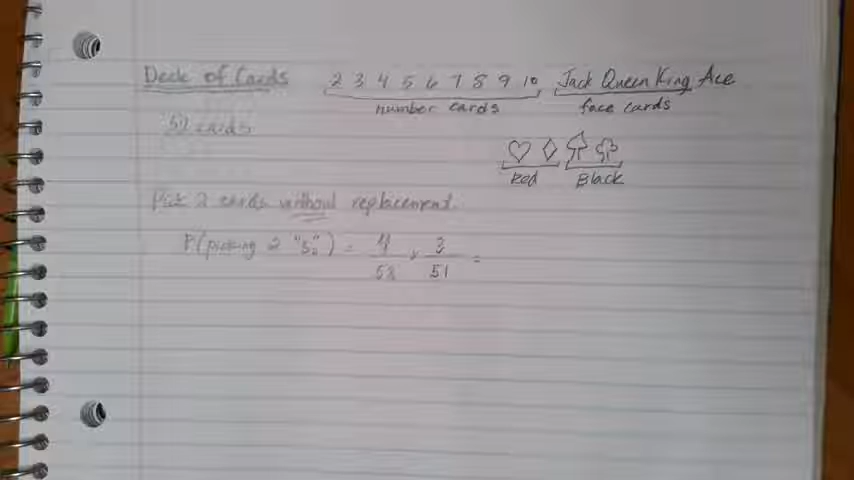 Deck of Cards 2 3 4 5 6 7 8 9 10 Jack Queen King Ace
number cards face cards
52 cards
Red Black
Pick 2 cards without replacement.
P(picking 2 "5s") = 4/52 × 3/51 =